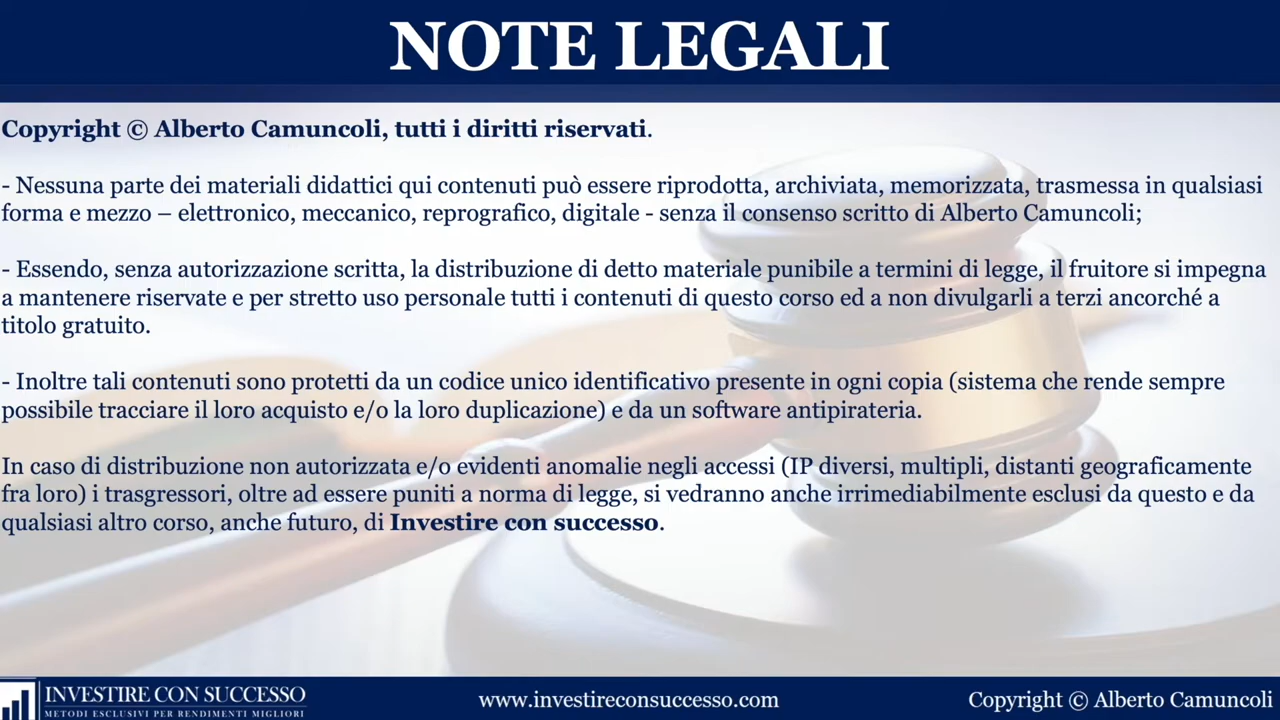 NOTE LEGALI
Copyright © Alberto Camuncoli, tutti i diritti riservati.
- Nessuna parte dei materiali didattici qui contenuti può essere riprodotta, archiviata, memorizzata, trasmessa in qualsiasi
forma e mezzo – elettronico, meccanico, reprografico, digitale - senza il consenso scritto di Alberto Camuncoli;
- Essendo, senza autorizzazione scritta, la distribuzione di detto materiale punibile a termini di legge, il fruitore si impegna
a mantenere riservate e per stretto uso personale tutti i contenuti di questo corso ed a non divulgarli a terzi ancorché a
titolo gratuito.
- Inoltre tali contenuti sono protetti da un codice unico identificativo presente in ogni copia (sistema che rende sempre
possibile tracciare il loro acquisto e/o la loro duplicazione) e da un software antipirateria.
In caso di distribuzione non autorizzata e/o evidenti anomalie negli accessi (IP diversi, multipli, distanti geograficamente
fra loro) i trasgressori, oltre ad essere puniti a norma di legge, si vedranno anche irrimediabilmente esclusi da questo e da
qualsiasi altro corso, anche futuro, di Investire con successo.
INVESTIRE CON SUCCESSO
METODI ESCLUSIVI PER RENDIMENTI MIGLIORI
www.investireconsuccesso.com
Copyright © Alberto Camuncoli